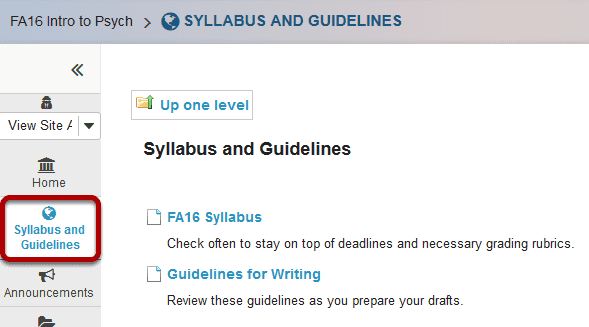 FA16 Intro to Psych > SYLLABUS AND GUIDELINES
«
Up one level
View Site A
Syllabus and Guidelines
Home
FA16 Syllabus
Syllabus and
Guidelines
Check often to stay on top of deadlines and necessary grading rubrics.
Guidelines for Writing
Announcements
Review these guidelines as you prepare your drafts.